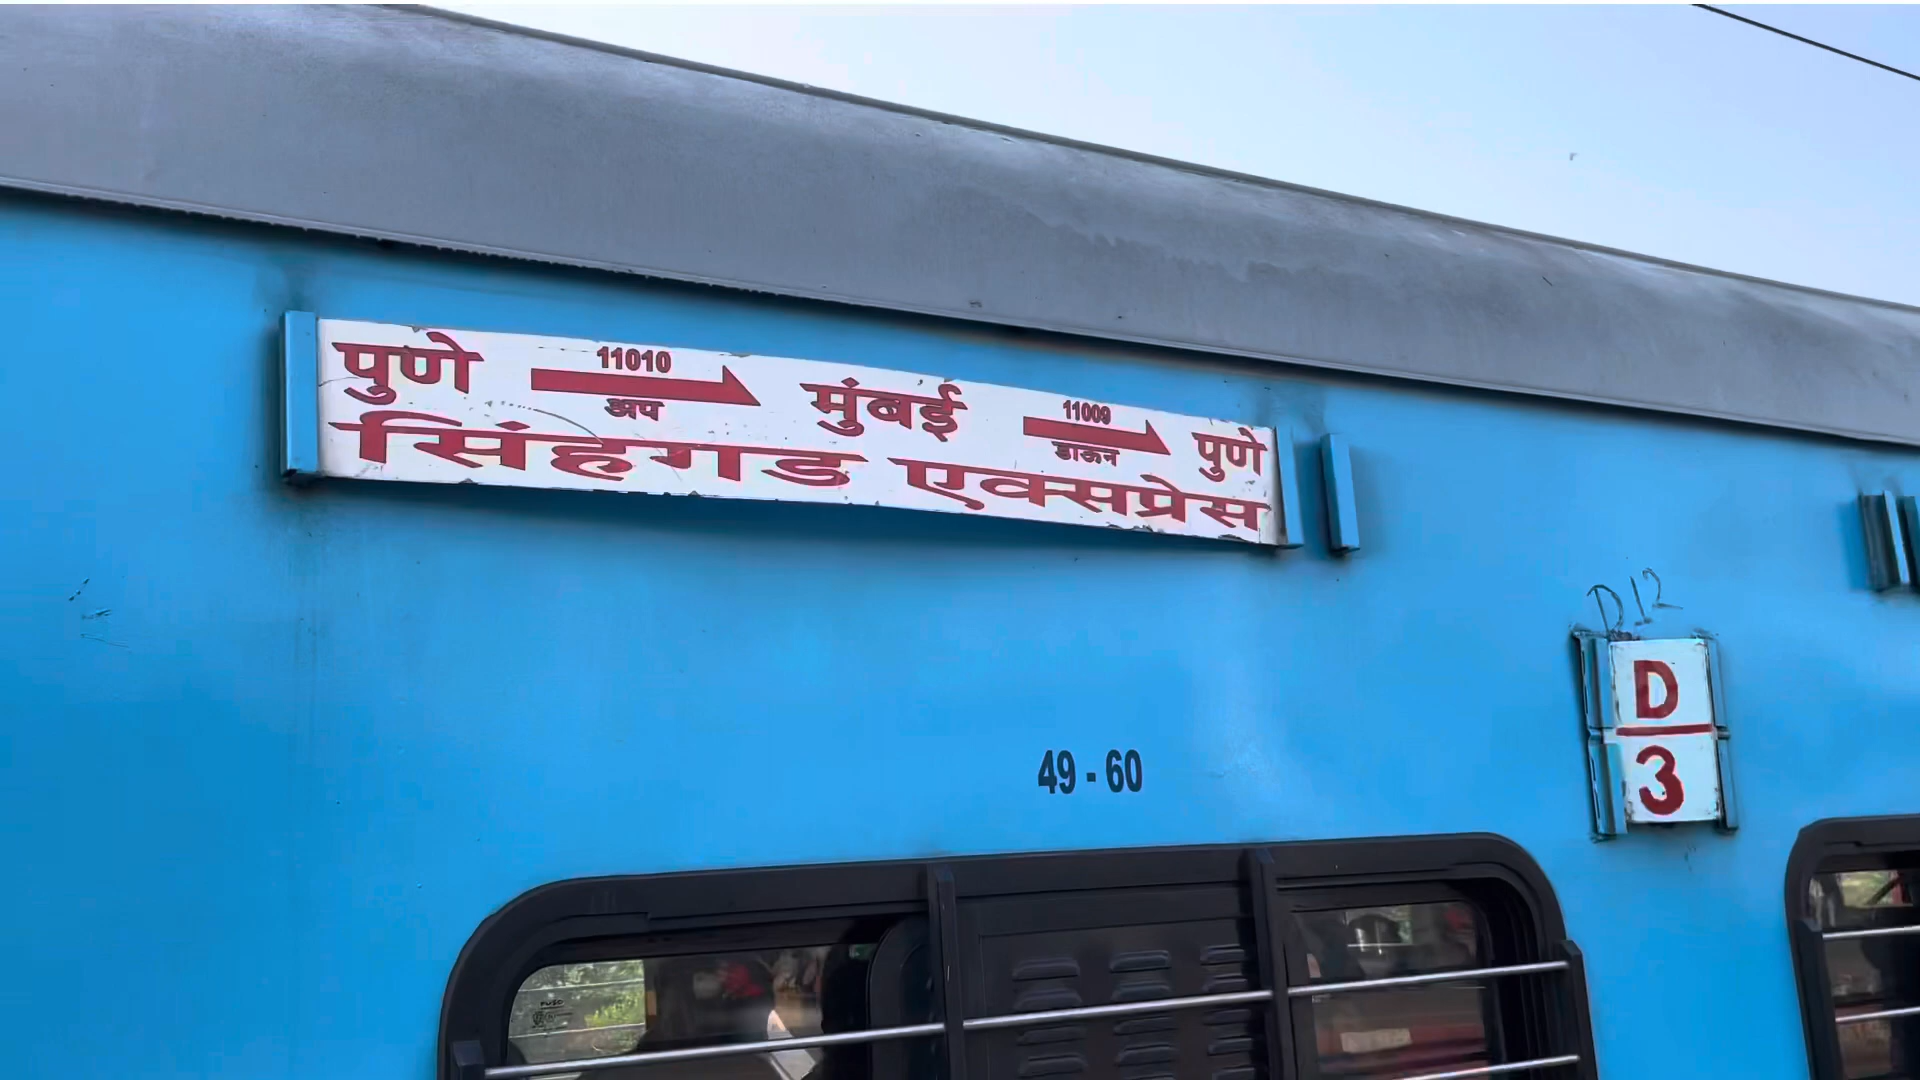 पुणे 11010 मुंबई 11009 पुणे
अप डाऊन
सिंहगड एक्सप्रेस
D12
D
3
49 - 60